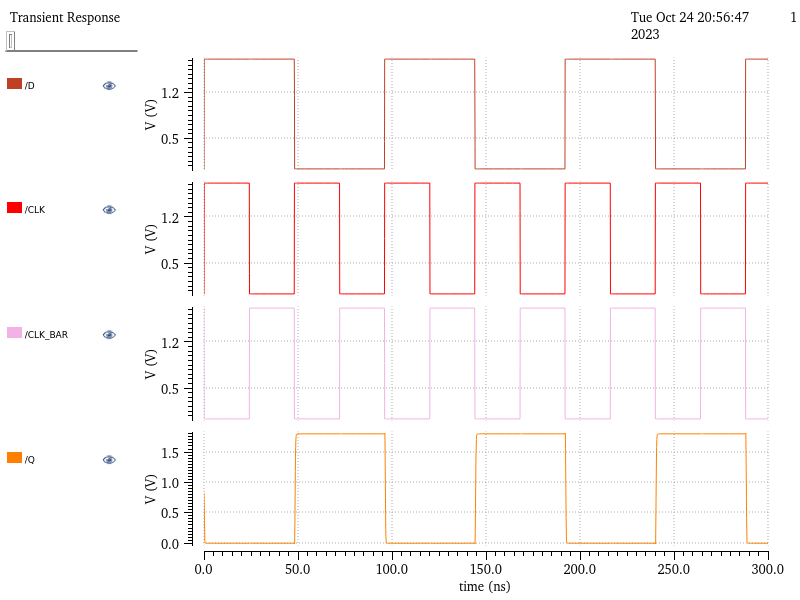 Transient Response
Tue Oct 24 20:56:47 1
2023
/D
V (V)
1.2
0.5
/CLK
V (V)
1.2
0.5
/CLK_BAR
V (V)
1.2
0.5
/Q
V (V)
1.5
1.0
0.5
0.0
0.0 50.0 100.0 150.0 200.0 250.0 300.0
time (ns)